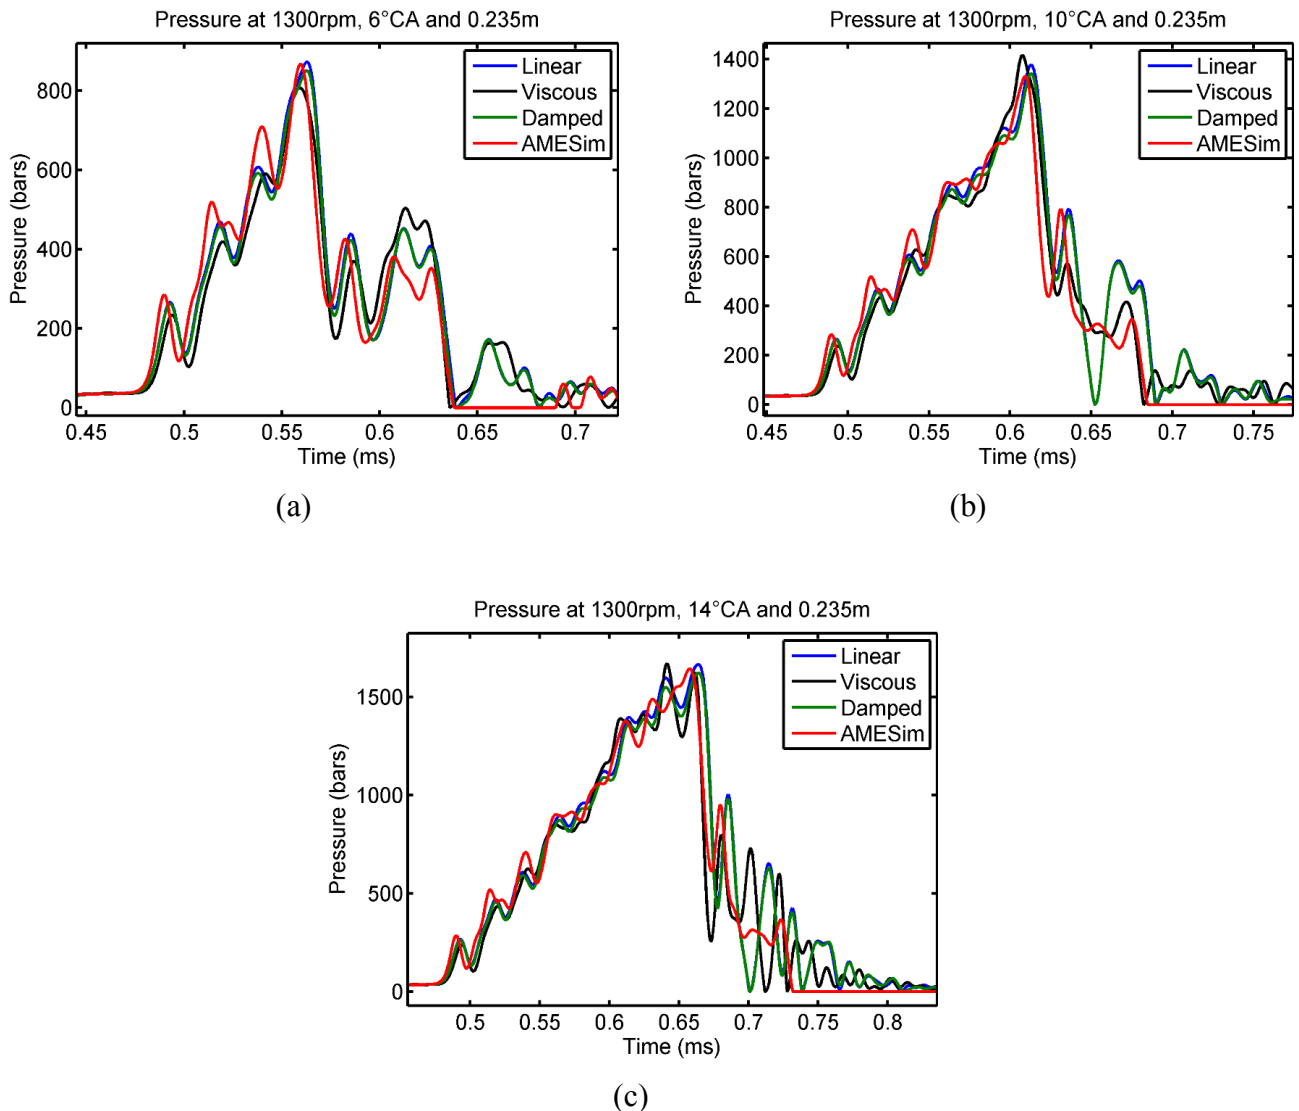 Pressure at 1300rpm, 6°CA and 0.235m
Pressure (bars)
800
600
400
200
0
Linear
Viscous
Damped
AMESim
0.45 0.5 0.55 0.6 0.65 0.7
Time (ms)
(a)
Pressure at 1300rpm, 10°CA and 0.235m
Pressure (bars)
1400
1200
1000
800
600
400
200
0
Linear
Viscous
Damped
AMESim
0.45 0.5 0.55 0.6 0.65 0.7 0.75
Time (ms)
(b)
Pressure at 1300rpm, 14°CA and 0.235m
Pressure (bars)
1500
1000
500
0
Linear
Viscous
Damped
AMESim
0.5 0.55 0.6 0.65 0.7 0.75 0.8
Time (ms)
(c)